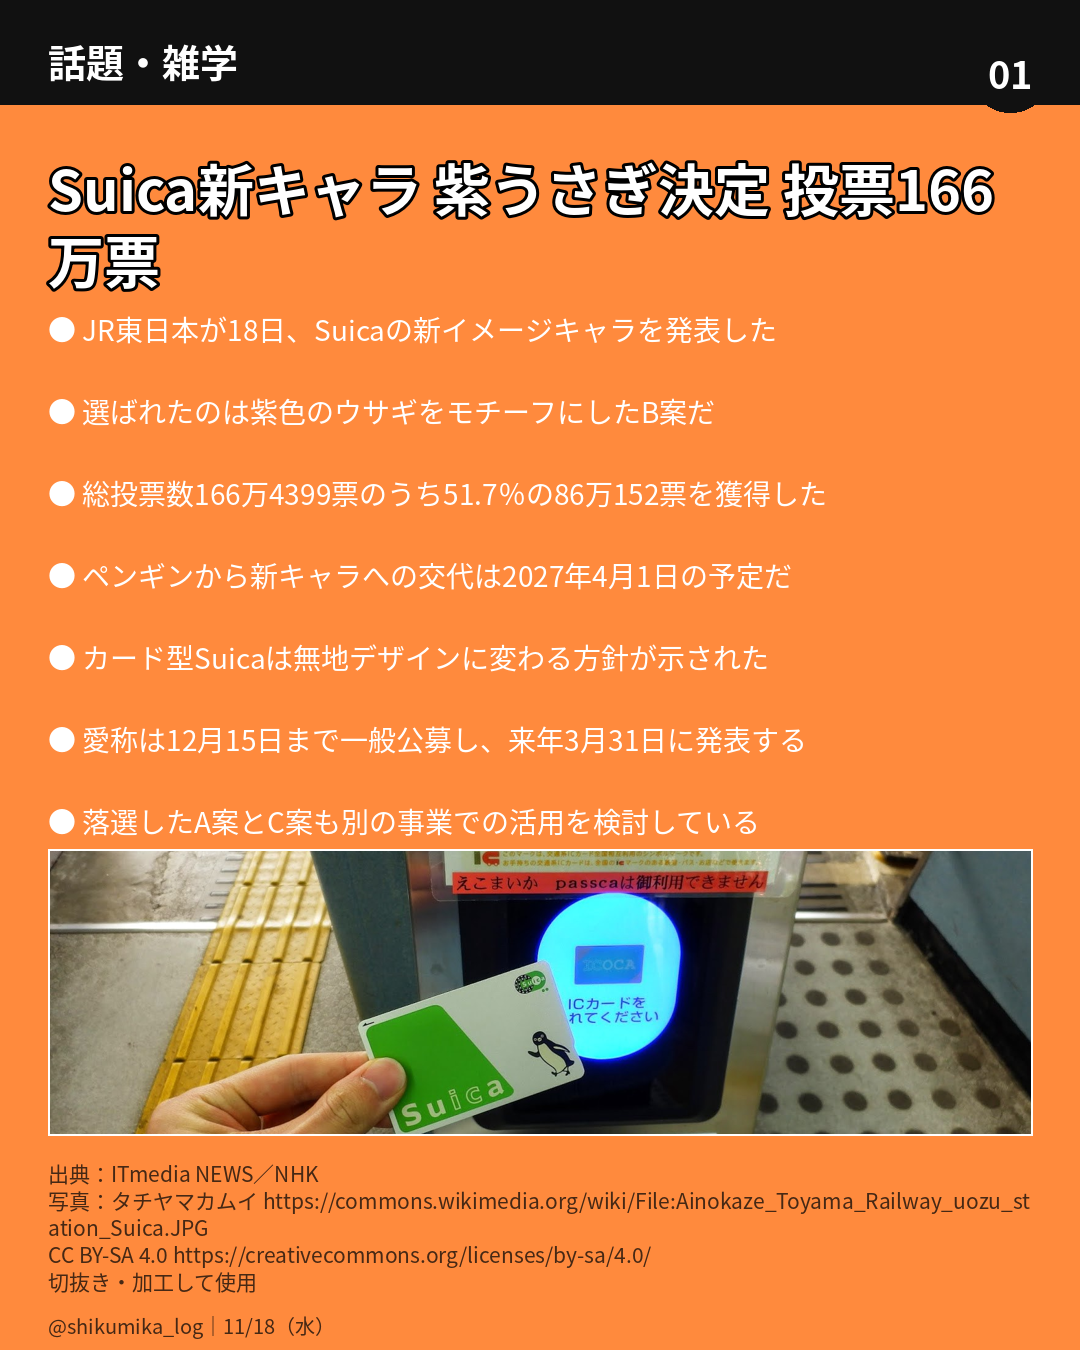 話題・雑学
01
Suica新キャラ 紫うさぎ決定 投票166
万票
● JR東日本が18日、Suicaの新イメージキャラを発表した
● 選ばれたのは紫色のウサギをモチーフにしたB案だ
● 総投票数166万4399票のうち51.7%の86万152票を獲得した
● ペンギンから新キャラへの交代は2027年4月1日の予定だ
● カード型Suicaは無地デザインに変わる方針が示された
● 愛称は12月15日まで一般公募し、来年3月31日に発表する
● 落選したA案とC案も別の事業での活用を検討している
えこまいか passcaは御利用できません
ICOCA
ICカードを
れてください
Suica
Suica
出典：ITmedia NEWS／NHK
写真：タチヤマカムイ https://commons.wikimedia.org/wiki/File:Ainokaze_Toyama_Railway_uozu_st
ation_Suica.JPG
CC BY-SA 4.0 https://creativecommons.org/licenses/by-sa/4.0/
切抜き・加工して使用
@shikumika_log｜11/18（水）